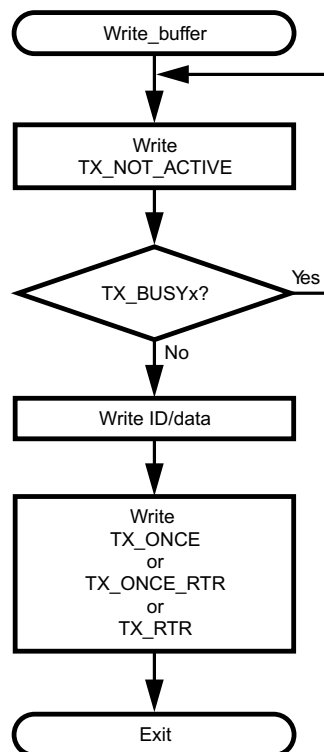 Write_buffer
Write
TX_NOT_ACTIVE
TX_BUSYx?
Yes
No
Write ID/data
Write
TX_ONCE
or
TX_ONCE_RTR
or
TX_RTR
Exit